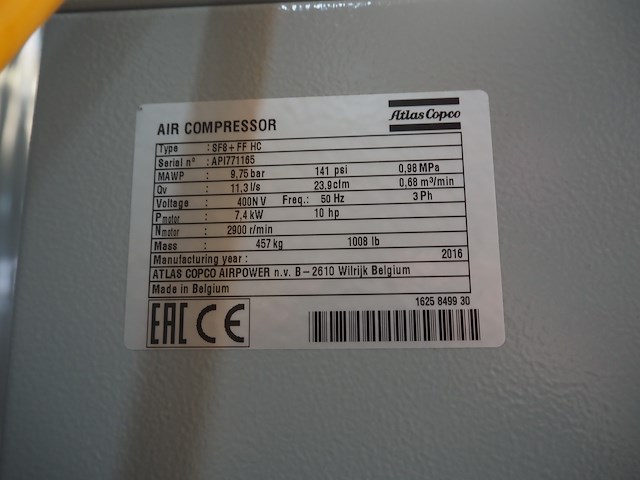 Atlas Copco
AIR COMPRESSOR
Type : SF8+FF HC
Serial n° : API771165
MAWP : 9,75 bar 141 psi 0,98 MPa
Qv : 11,3 l/s 23,9cfm 0,68 m³/min
Voltage : 400N V Freq.: 50 Hz 3 Ph
Pmotor : 7,4 kW 10 hp
Nmotor : 2900 r/min
Mass : 457 kg 1008 lb
Manufacturing year : 2016
ATLAS COPCO AIRPOWER n.v. B-2610 Wilrijk Belgium
Made in Belgium
1625 8499 30
EAC CE